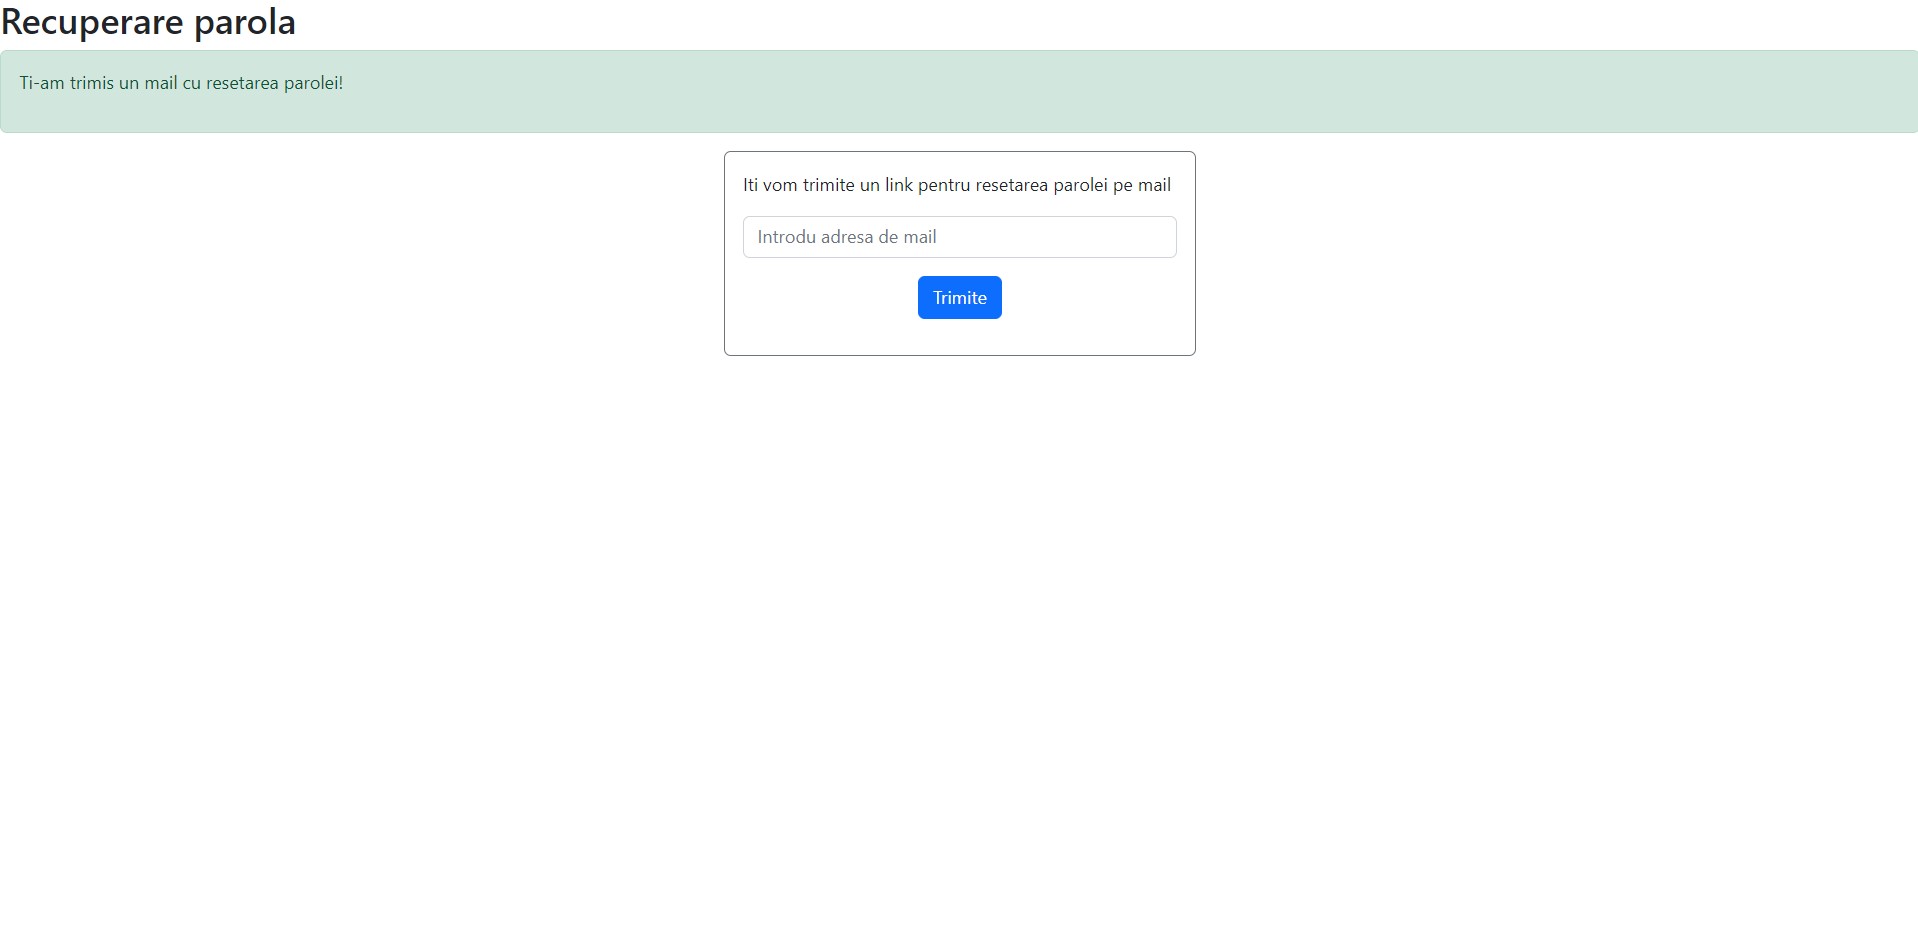 Recuperare parola
Ti-am trimis un mail cu resetarea parolei!
Iti vom trimite un link pentru resetarea parolei pe mail
Introdu adresa de mail
Trimite